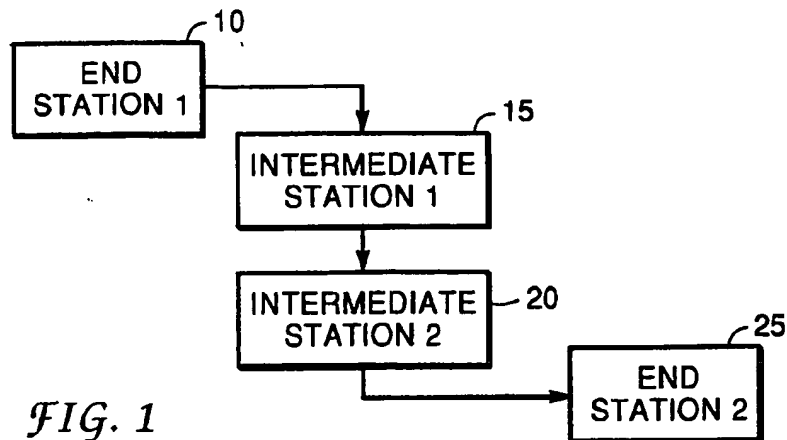 10
END
STATION 1
15
INTERMEDIATE
STATION 1
INTERMEDIATE
STATION 2
20
25
END
STATION 2
FIG. 1